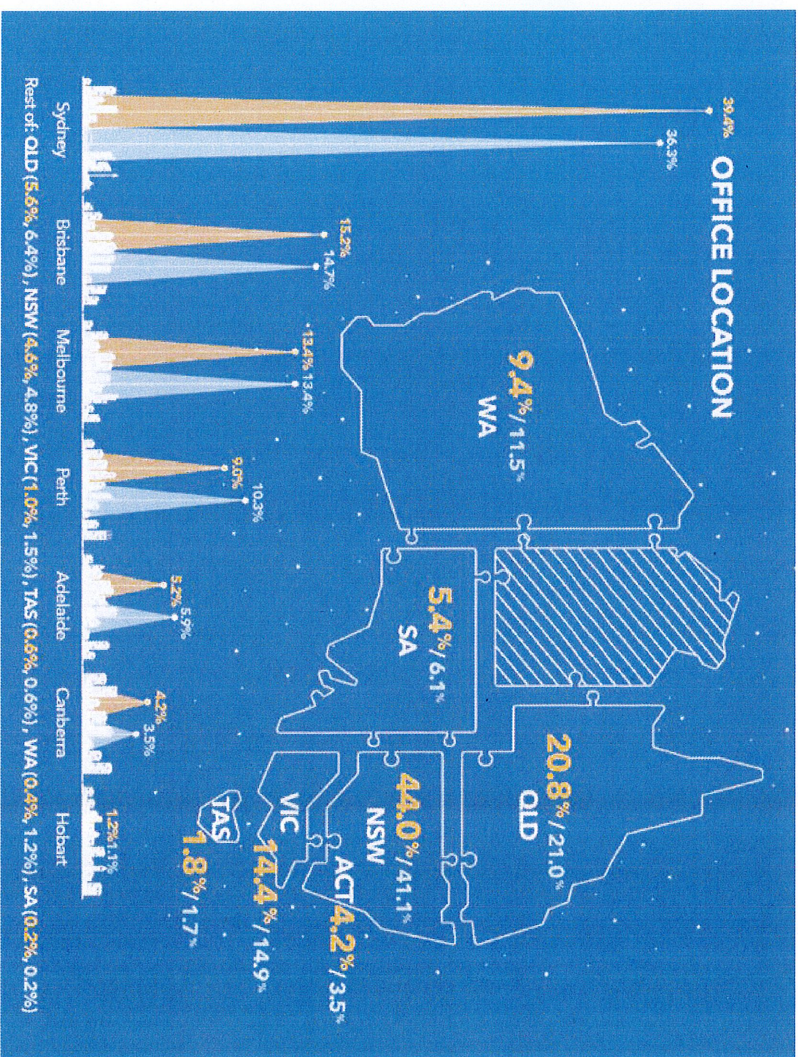 OFFICE LOCATION
39.4%
36.3%
15.2%
14.7%
13.4% 13.4%
9.0%
10.3%
5.2%
5.9%
4.2%
3.5%
1.2% 1.1%
9.4%/11.5%
WA
5.4%/6.1%
SA
20.8%/21.0%
QLD
44.0%/41.1%
NSW
ACT 4.2%/3.5%
VIC
14.4%/14.9%
TAS
1.8%/1.7%
Sydney Brisbane Melbourne Perth Adelaide Canberra Hobart
Rest of: QLD (5.6%, 6.4%), NSW (4.6%, 4.8%), VIC (1.0%, 1.5%), TAS (0.6%, 0.6%), WA (0.4%, 1.2%), SA (0.2%, 0.2%)